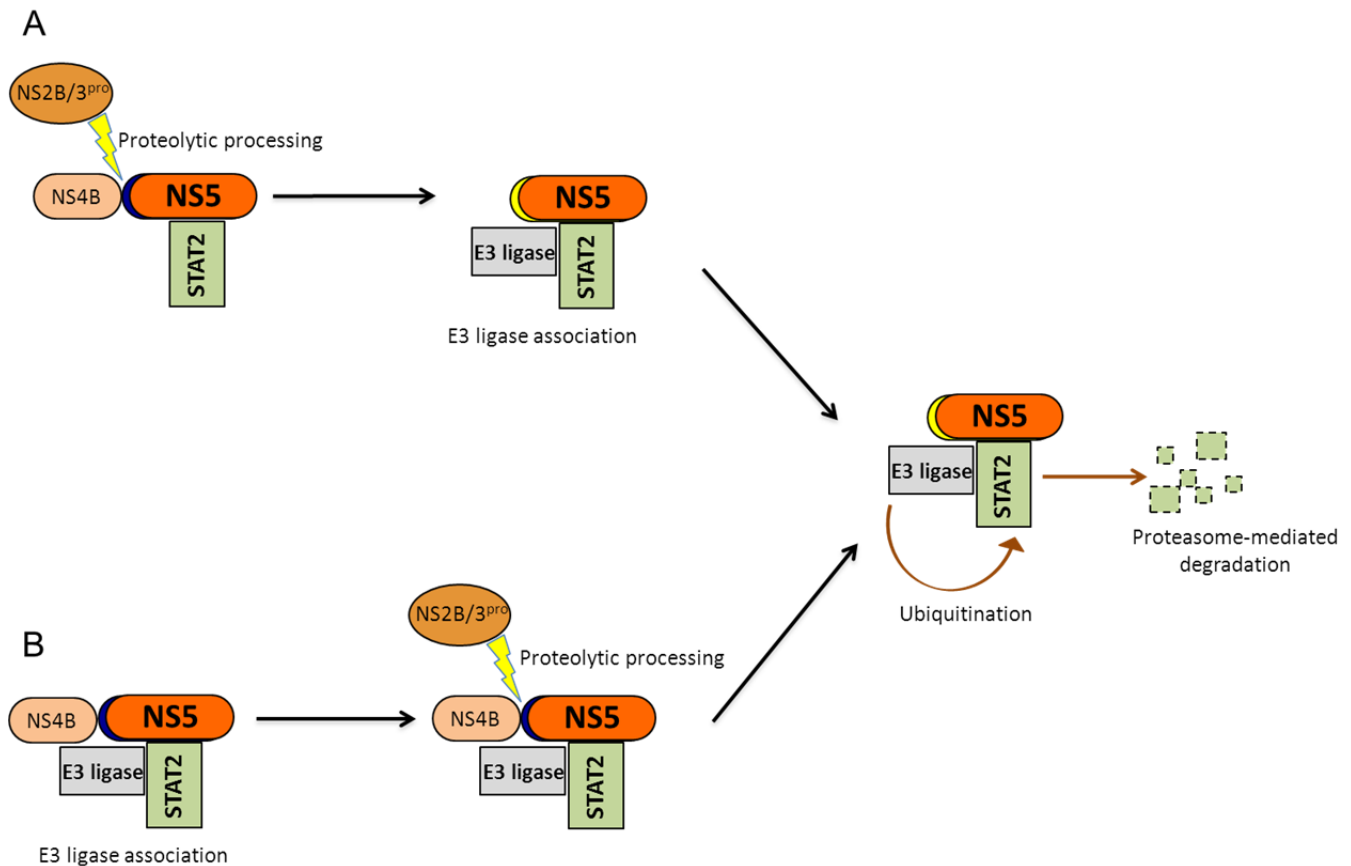 A
NS2B/3pro
Proteolytic processing
NS4B
NS5
STAT2
NS5
E3 ligase
STAT2
E3 ligase association
NS5
E3 ligase
STAT2
Proteasome-mediated
degradation
Ubiquitination
B
NS2B/3pro
Proteolytic processing
NS4B
NS5
E3 ligase
STAT2
E3 ligase association
NS4B
NS5
E3 ligase
STAT2